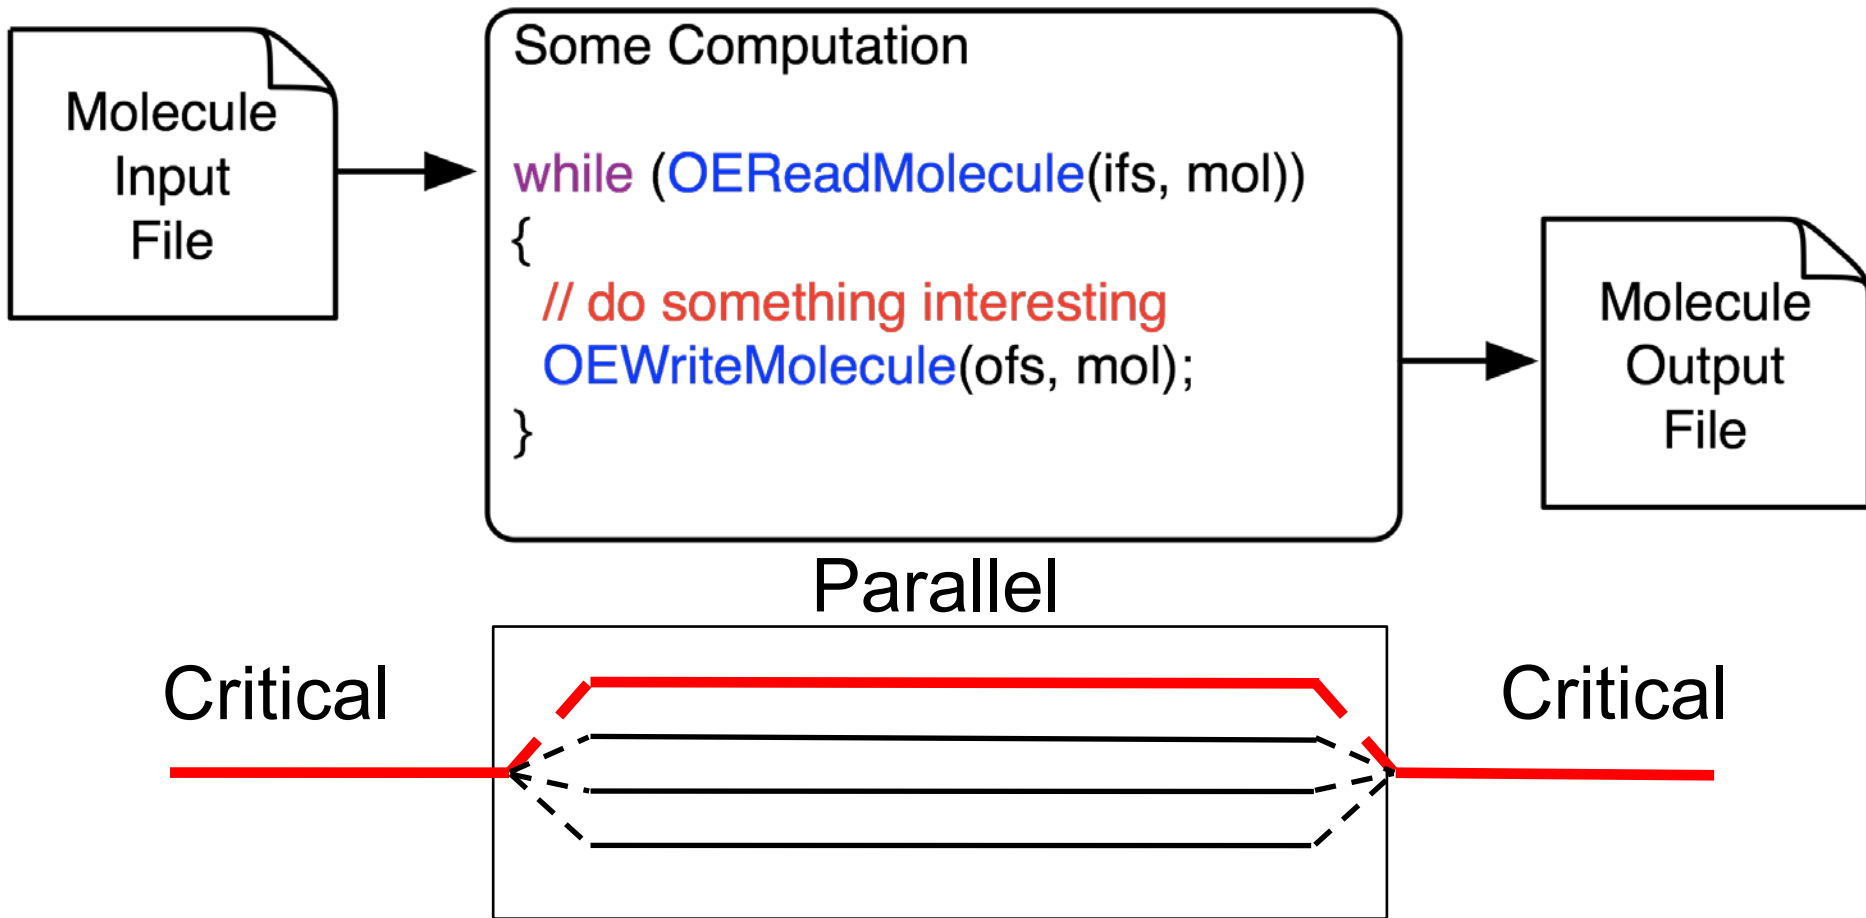 Molecule
Input
File
Some Computation
while (OEReadMolecule(ifs, mol))
{
// do something interesting
OEWriteMolecule(ofs, mol);
}
Molecule
Output
File
Parallel
Critical
Critical